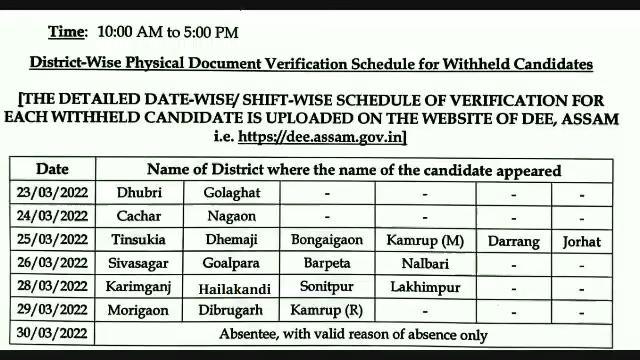 Time: 10:00 AM to 5:00 PM
District-Wise Physical Document Verification Schedule for Withheld Candidates
[THE DETAILED DATE-WISE/ SHIFT-WISE SCHEDULE OF VERIFICATION FOR
EACH WITHHELD CANDIDATE IS UPLOADED ON THE WEBSITE OF DEE, ASSAM
i.e. https://dee.assam.gov.in]
Date Name of District where the name of the candidate appeared
23/03/2022 Dhubri Golaghat - - - -
24/03/2022 Cachar Nagaon - - - -
25/03/2022 Tinsukia Dhemaji Bongaigaon Kamrup (M) Darrang Jorhat
26/03/2022 Sivasagar Goalpara Barpeta Nalbari - -
28/03/2022 Karimganj Hailakandi Sonitpur Lakhimpur - -
29/03/2022 Morigaon Dibrugarh Kamrup (R) - - -
30/03/2022 Absentee, with valid reason of absence only